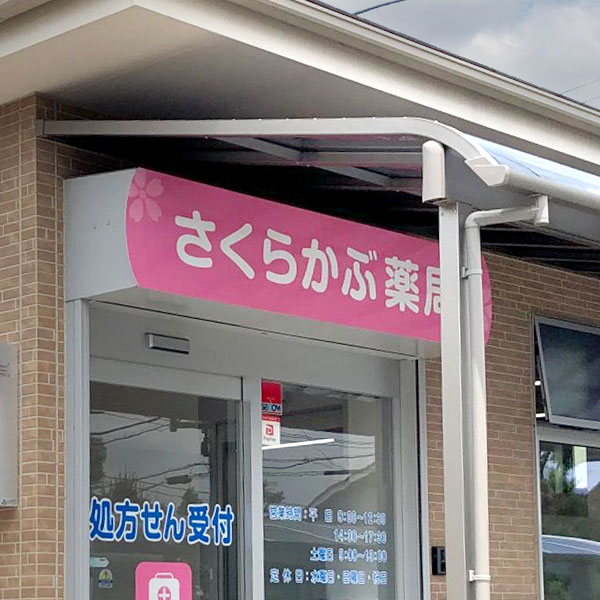 さくらかぶ薬局
処方せん受付
営業時間：平 日 9:00~12:30
14:30~17:30
土曜日 9:00~13:00
定 休 日：水曜日・日曜日・祝日
PayPay